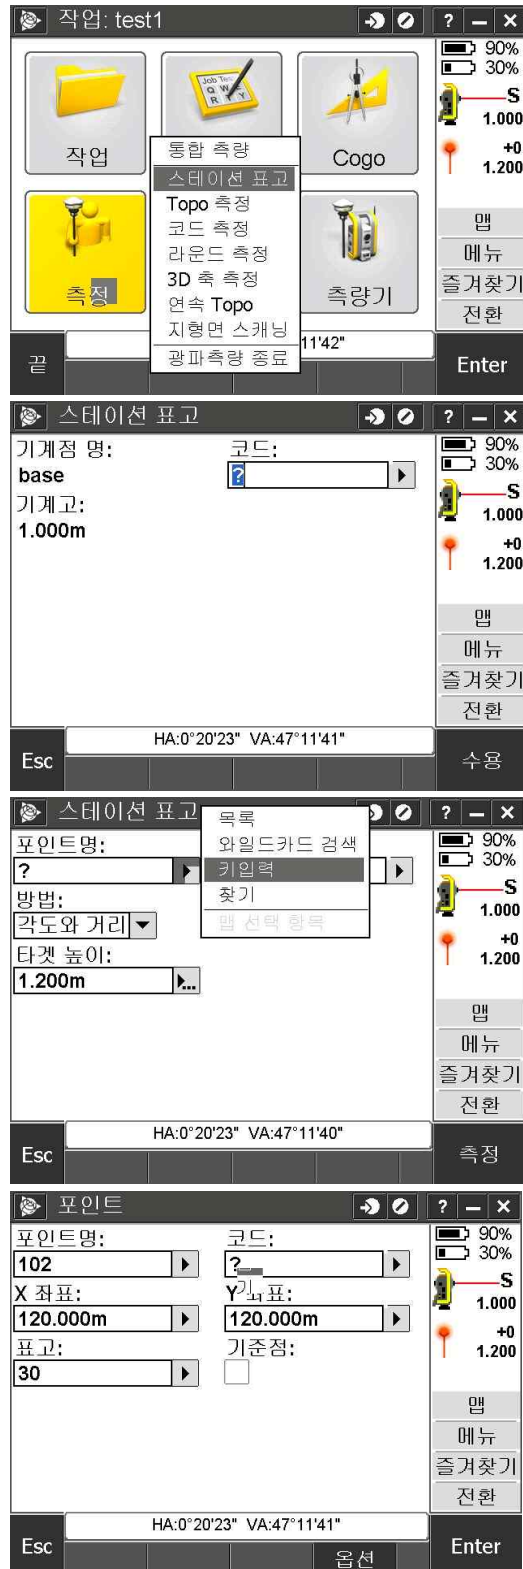 작업: test1
? – ×
90%
30%
S
1.000
+0
1.200
작업
Cogo
통합 측량
스테이션 표고
Topo 측정
코드 측정
라운드 측정
3D 축 측정
연속 Topo
지형면 스캐닝
광파측량 종료
측정
측량기
맵
메뉴
즐겨찾기
전환
11'42"
끝
Enter
스테이션 표고
? – ×
90%
30%
기계점 명:
코드:
base
?
기계고:
1.000m
S
1.000
+0
1.200
맵
메뉴
즐겨찾기
전환
HA:0°20'23" VA:47°11'41"
Esc
수용
스테이션 표고
? – ×
90%
30%
목록
와일드카드 검색
키입력
찾기
맵 선택 항목
포인트명:
?
방법:
각도와 거리
타겟 높이:
1.200m
S
1.000
+0
1.200
맵
메뉴
즐겨찾기
전환
HA:0°20'23" VA:47°11'40"
Esc
측정
포인트
? – ×
90%
30%
포인트명:
코드:
102
?
X 좌표:
120.000m
120.000m
표고:
기준점:
30
S
1.000
+0
1.200
맵
메뉴
즐겨찾기
전환
HA:0°20'23" VA:47°11'41"
Esc
옵션
Enter